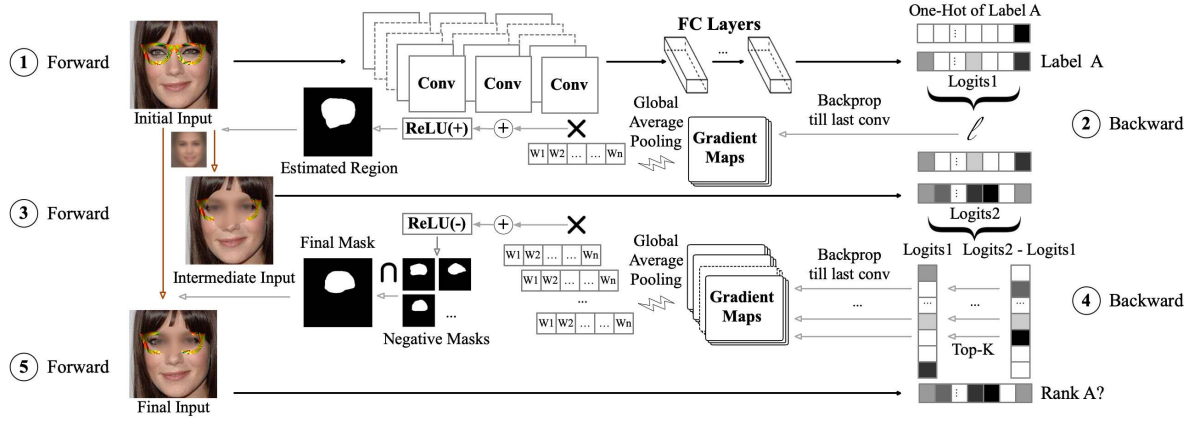 One-Hot of Label A
FC Layers
...
1 Forward
Conv Conv Conv
Label A
Logits1
Initial Input
Global
Average
Pooling
Backprop
till last conv
2 Backward
ReLU(+)
+
×
Gradient
Maps
ℓ
W1 W2 ... ... Wn
Estimated Region
3 Forward
ReLU(-)
+
×
Logits2
Final Mask
Global
Average
Pooling
Logits1 Logits2 - Logits1
W1 W2 ... ... Wn
Backprop
till last conv
Intermediate Input
∩
W1 W2 ... ... Wn
Gradient
Maps
...
...
...
4 Backward
...
W1 W2 ... ... Wn
Negative Masks
Top-K
5 Forward
Final Input
Rank A?